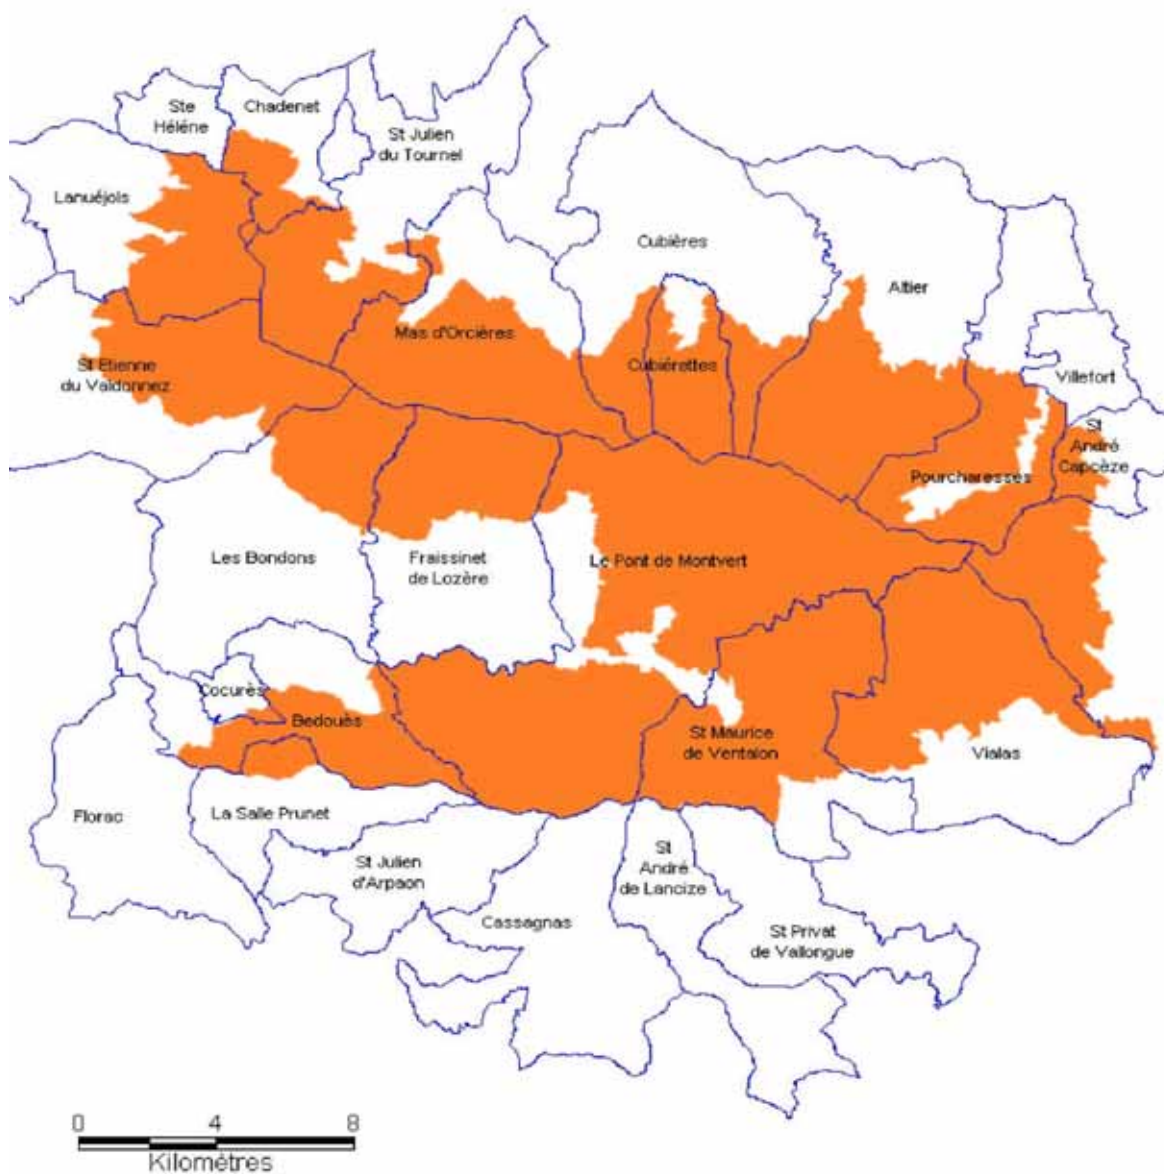 Ste
Héléne
Chadenet
St Julien
du Tournel
Lanuéjols
Cubières
Altier
Mas d'Orcières
St Etienne
du Valdonnez
Cubiérettes
Villefort
St
André
Capcèze
Pourcharesses
Les Bondons
Fraissinet
de Lozère
Le Pont de Montvert
Cocurès
Bedouès
St Maurice
de Ventalon
Vialas
Florac
La Salle Prunet
St Julien
d'Arpaon
St
André
de Lancize
Cassagnas
St Privat
de Vallongue
0 4 8
Kilométres